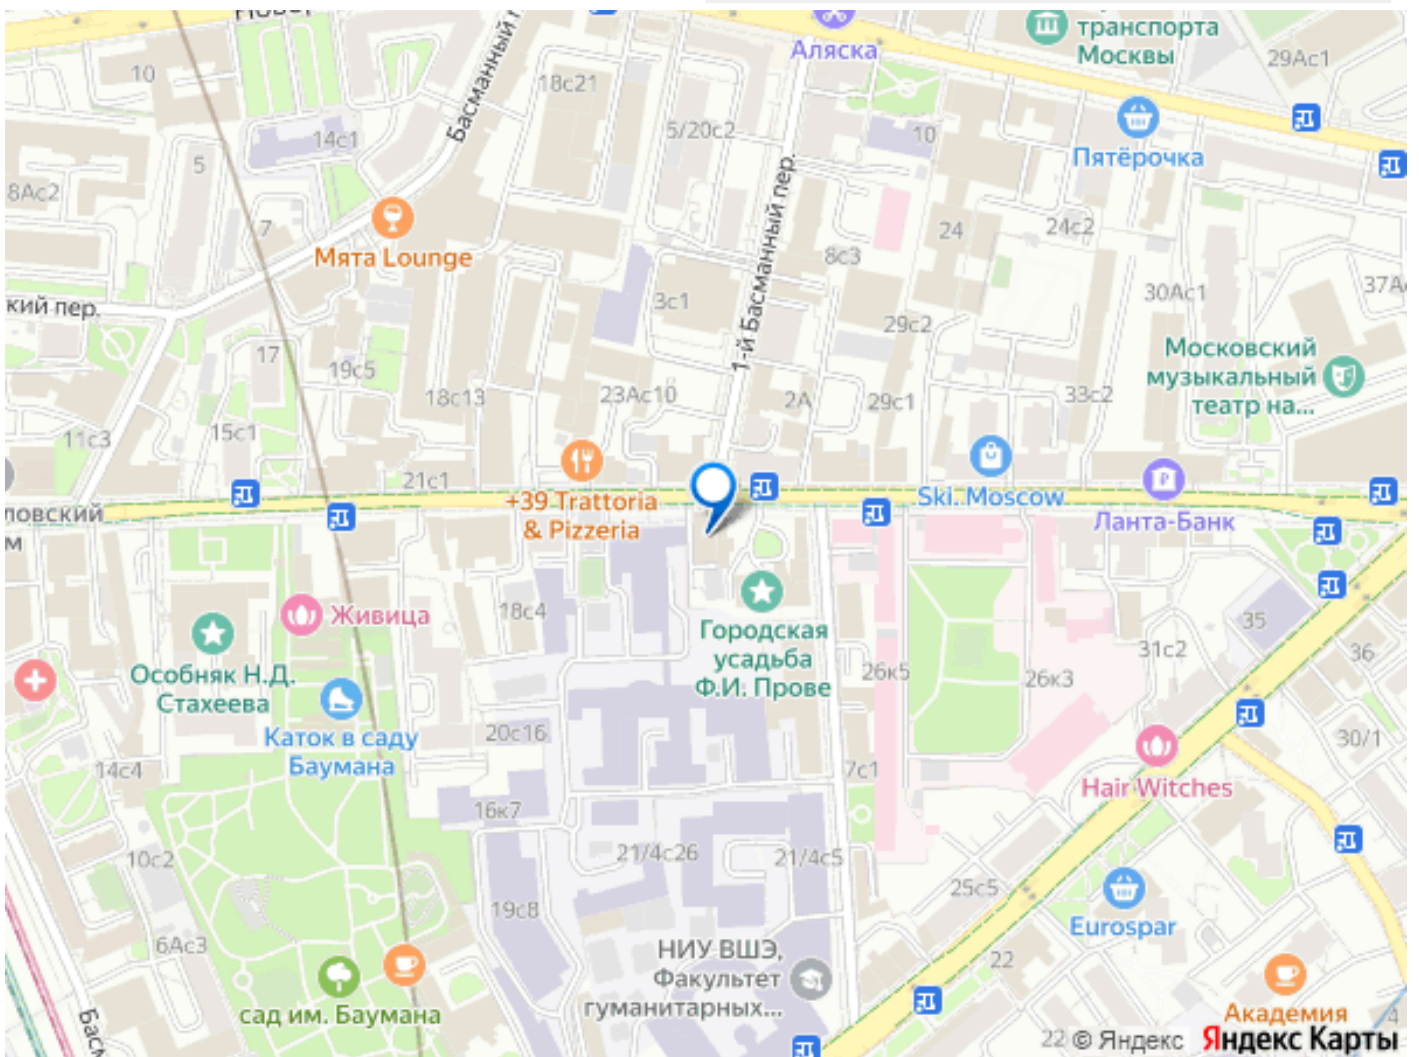 транспорта
Москвы
Аляска
29Ас1
10
18с21
Басманный
14с1
5/20с2
10
Пятёрочка
5
8Ас2
1-й Басманный пер.
7
Мята Lounge
24
24с2
8с3
кий пер.
3с1
30Ас1
37А
29с2
Московский
музыкальный
театр на...
17
19с5
18с13
23Ас10
2А
29с1
33с2
11с3
15с1
21с1
ловский
м
+39 Trattoria
& Pizzeria
Ski. Moscow
Ланта-Банк
Живица
18с4
Городская
усадьба
Ф.И. Прове
35
31с2
36
Особняк Н.Д.
Стахеева
26к5
26к3
Каток в саду
Баумана
20с16
30/1
14с4
7с1
Hair Witches
16к7
10с2
21/4с26
21/4с5
25с5
19с8
Eurospar
6Ас3
НИУ ВШЭ,
Факультет
гуманитарных...
22
сад им. Баумана
Академия
4
Басм
22
© Яндекс Яндекс Карты